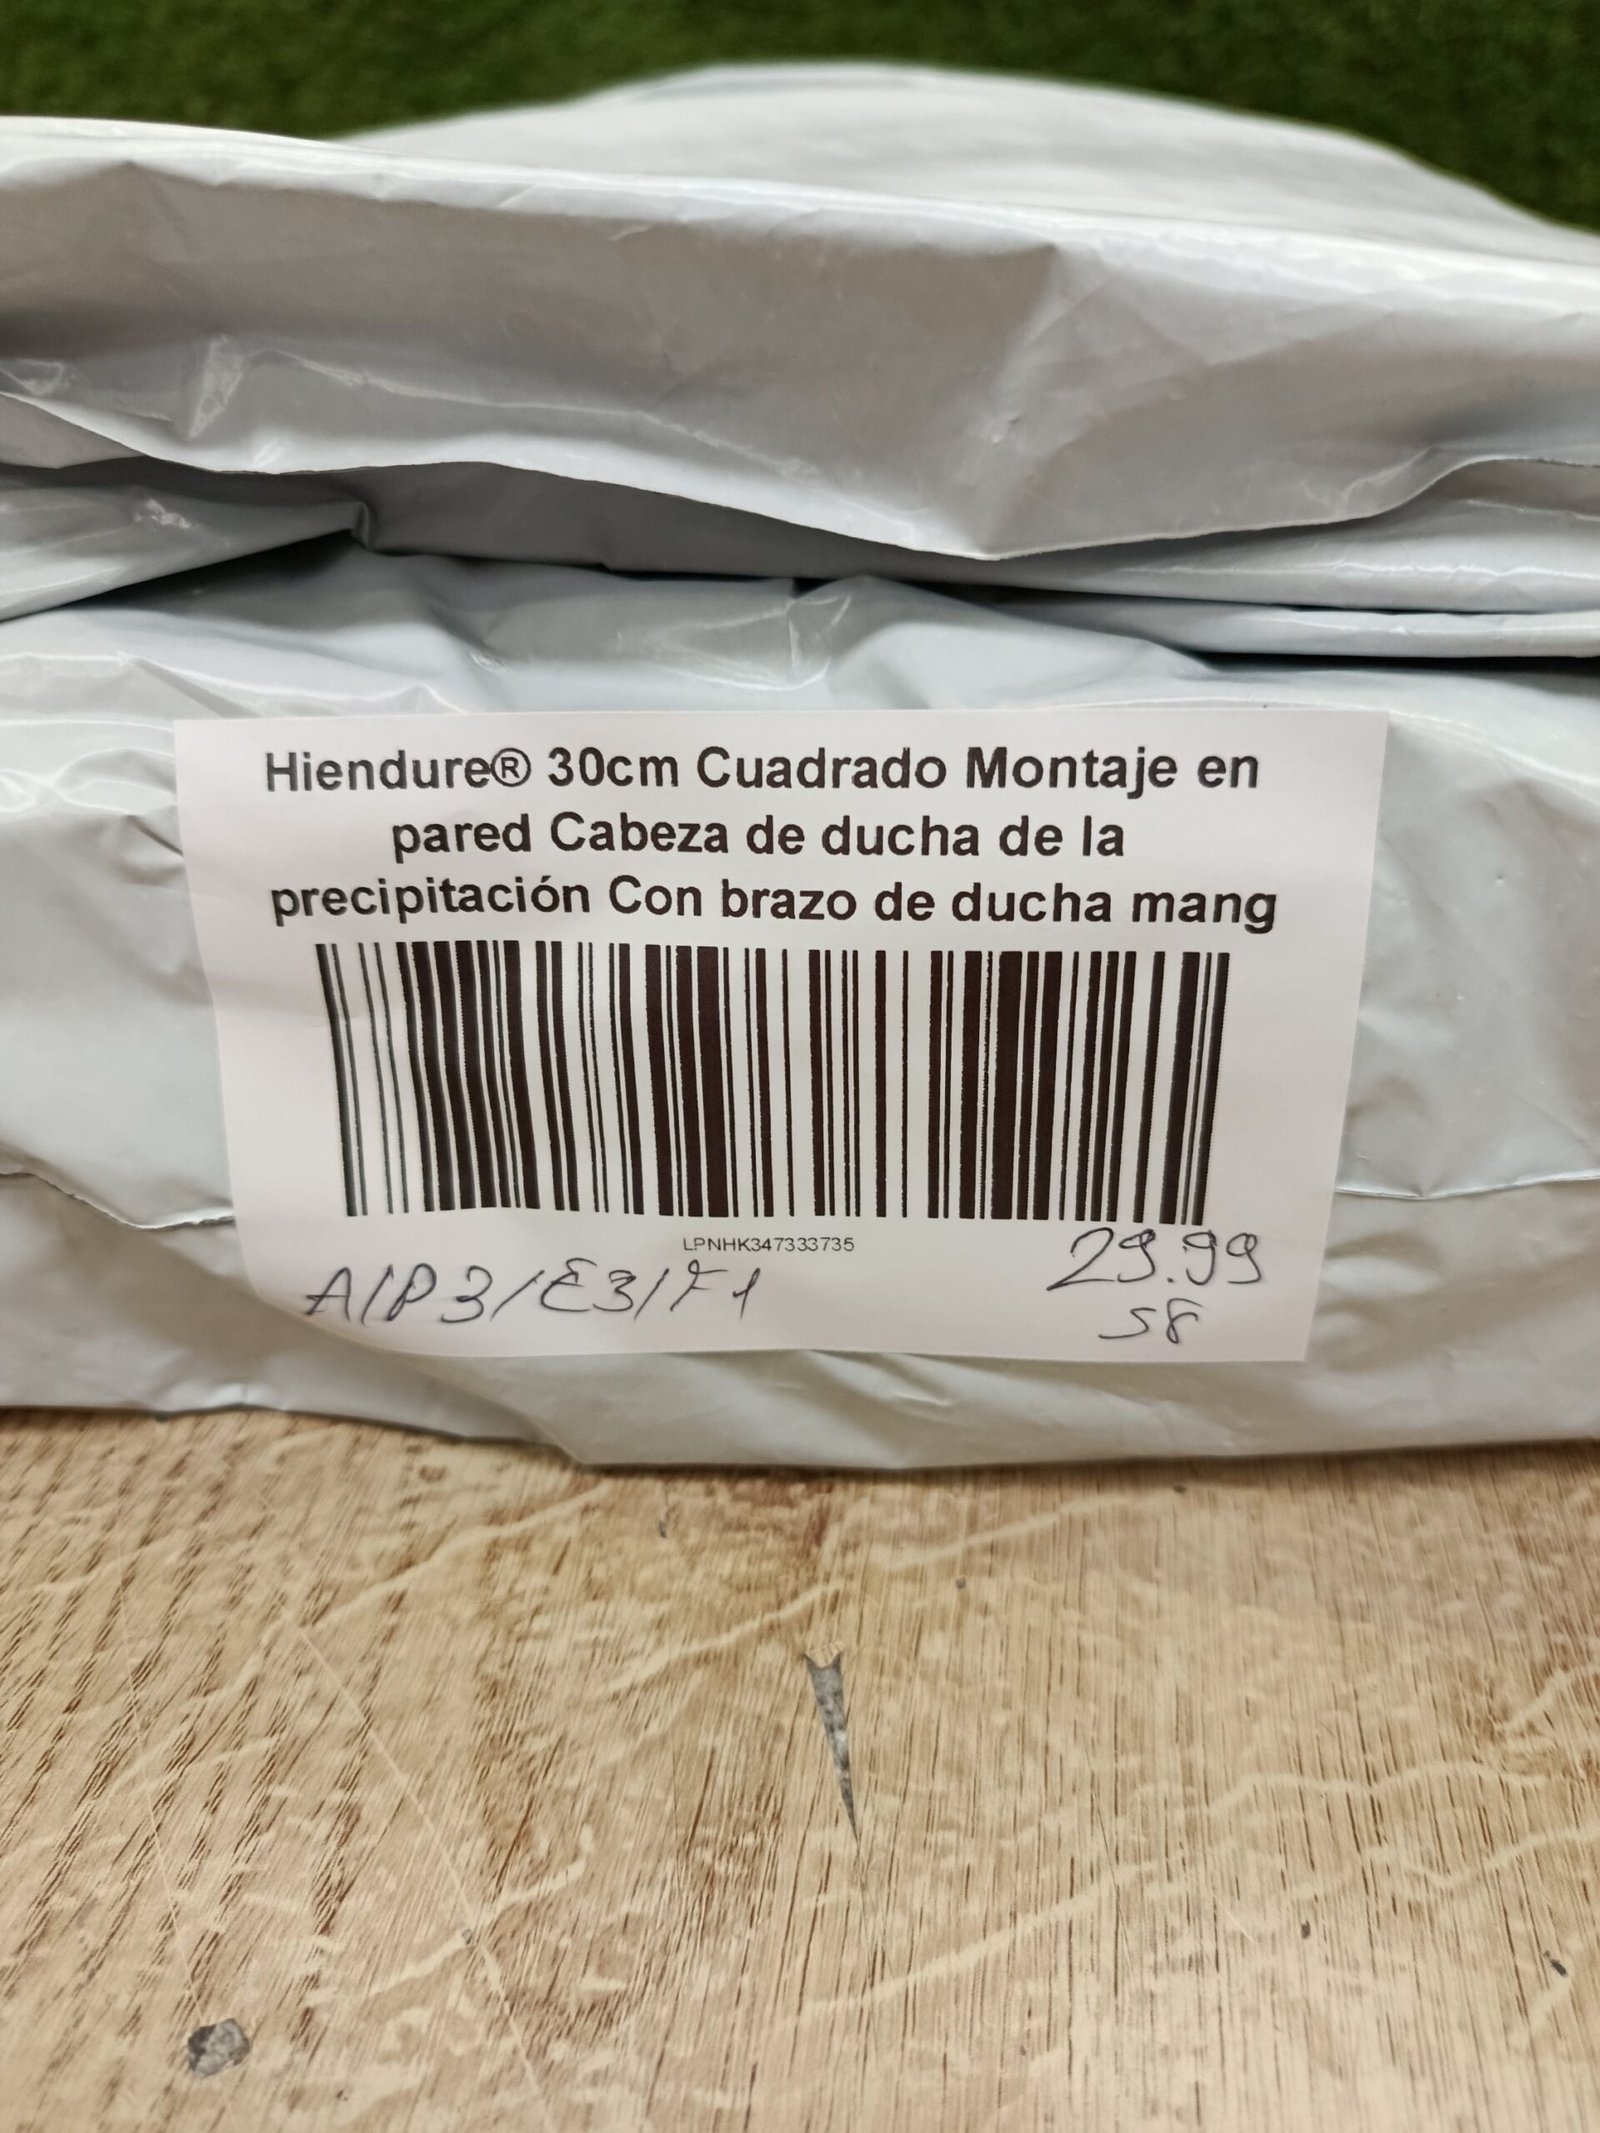 Hiendure® 30cm Cuadrado Montaje en
pared Cabeza de ducha de la
precipitación Con brazo de ducha mang
LPNHK347333735
A/P3/E3/F1
29.99
58